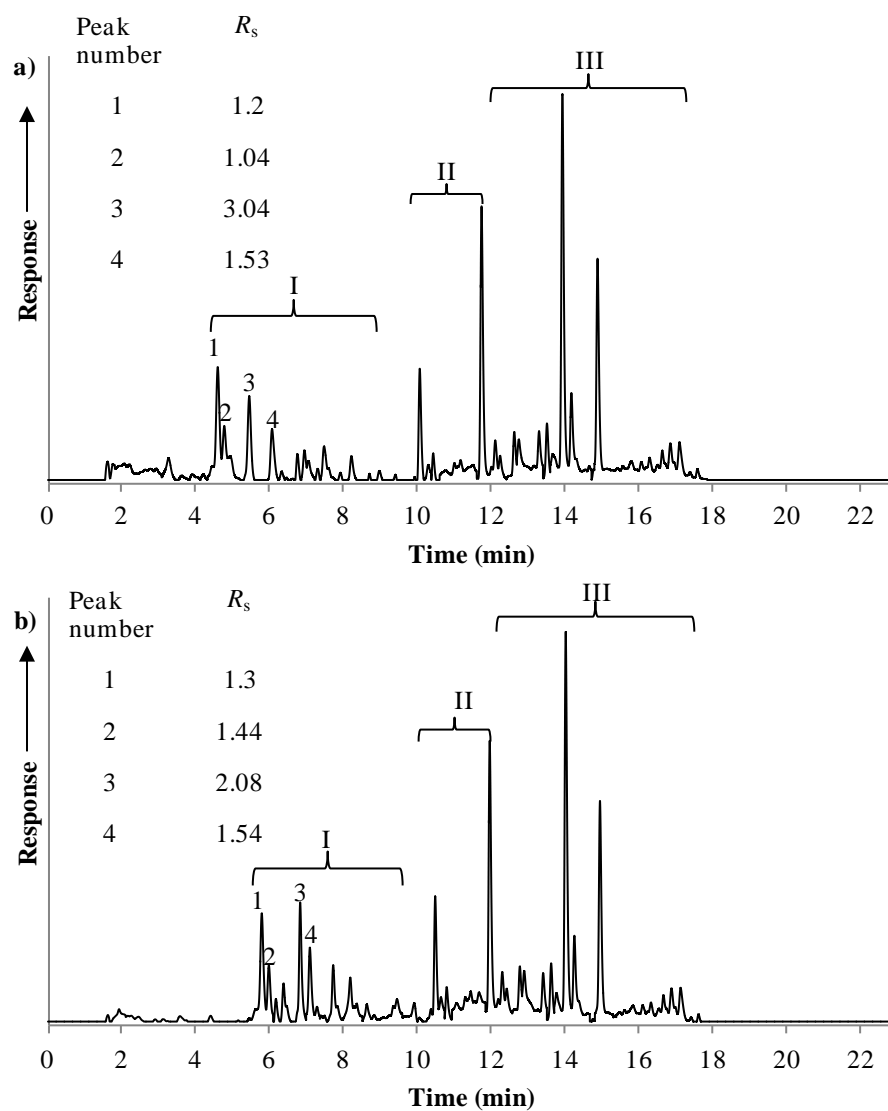 Peak number Rs
a)
1 1.2
2 1.04
3 3.04
4 1.53
I
II
III
1
2
3
4
Response
0 2 4 6 8 10 12 14 16 18 20 22
Time (min)
Peak number Rs
b)
1 1.3
2 1.44
3 2.08
4 1.54
I
II
III
1
2
3
4
Response
0 2 4 6 8 10 12 14 16 18 20 22
Time (min)